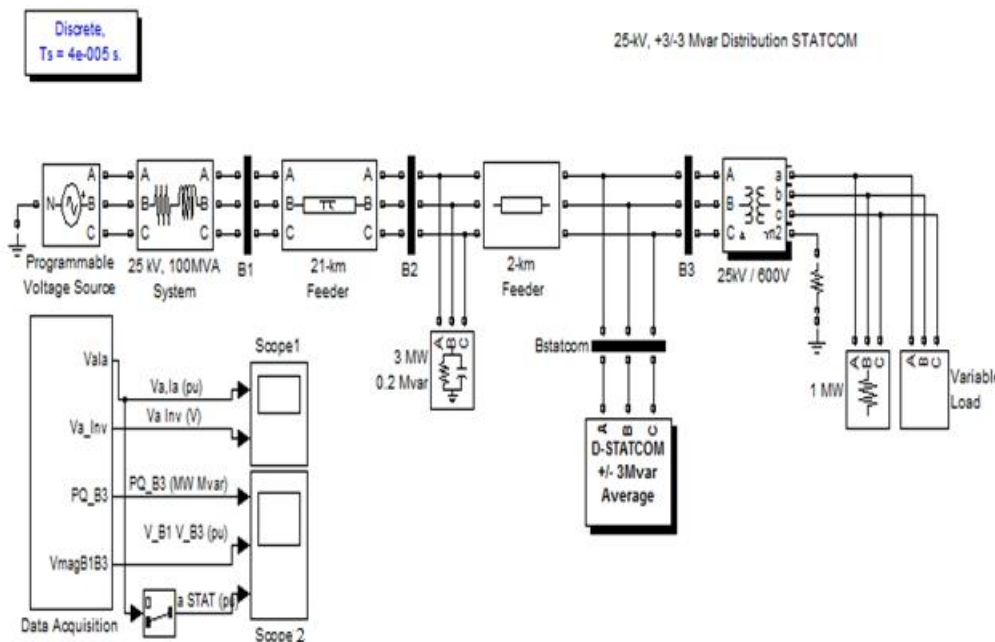 Discrete,
Ts = 4e-005 s.
25-kV, +3/-3 Mvar Distribution STATCOM
N
A
B
C
Programmable
Voltage Source
A
B
C
A
B
C
25 kV, 100MVA
System
B1
A
B
C
A
B
C
21-km
Feeder
B2
2-km
Feeder
B3
A
B
C
a
b
c
n2
25kV / 600V
A
B
C
3 MW
0.2 Mvar
Bstatcom
A
B
C
D-STATCOM
+/- 3Mvar
Average
A
B
C
1 MW
A
B
C
Variable
Load
VaIa
Va_Inv
PQ_B3
VmagB1B3
Data Acquisition
Va,Ia (pu)
Va Inv (V)
PQ_B3 (MW Mvar)
V_B1 V_B3 (pu)
a STAT (pu)
Scope1
Scope 2